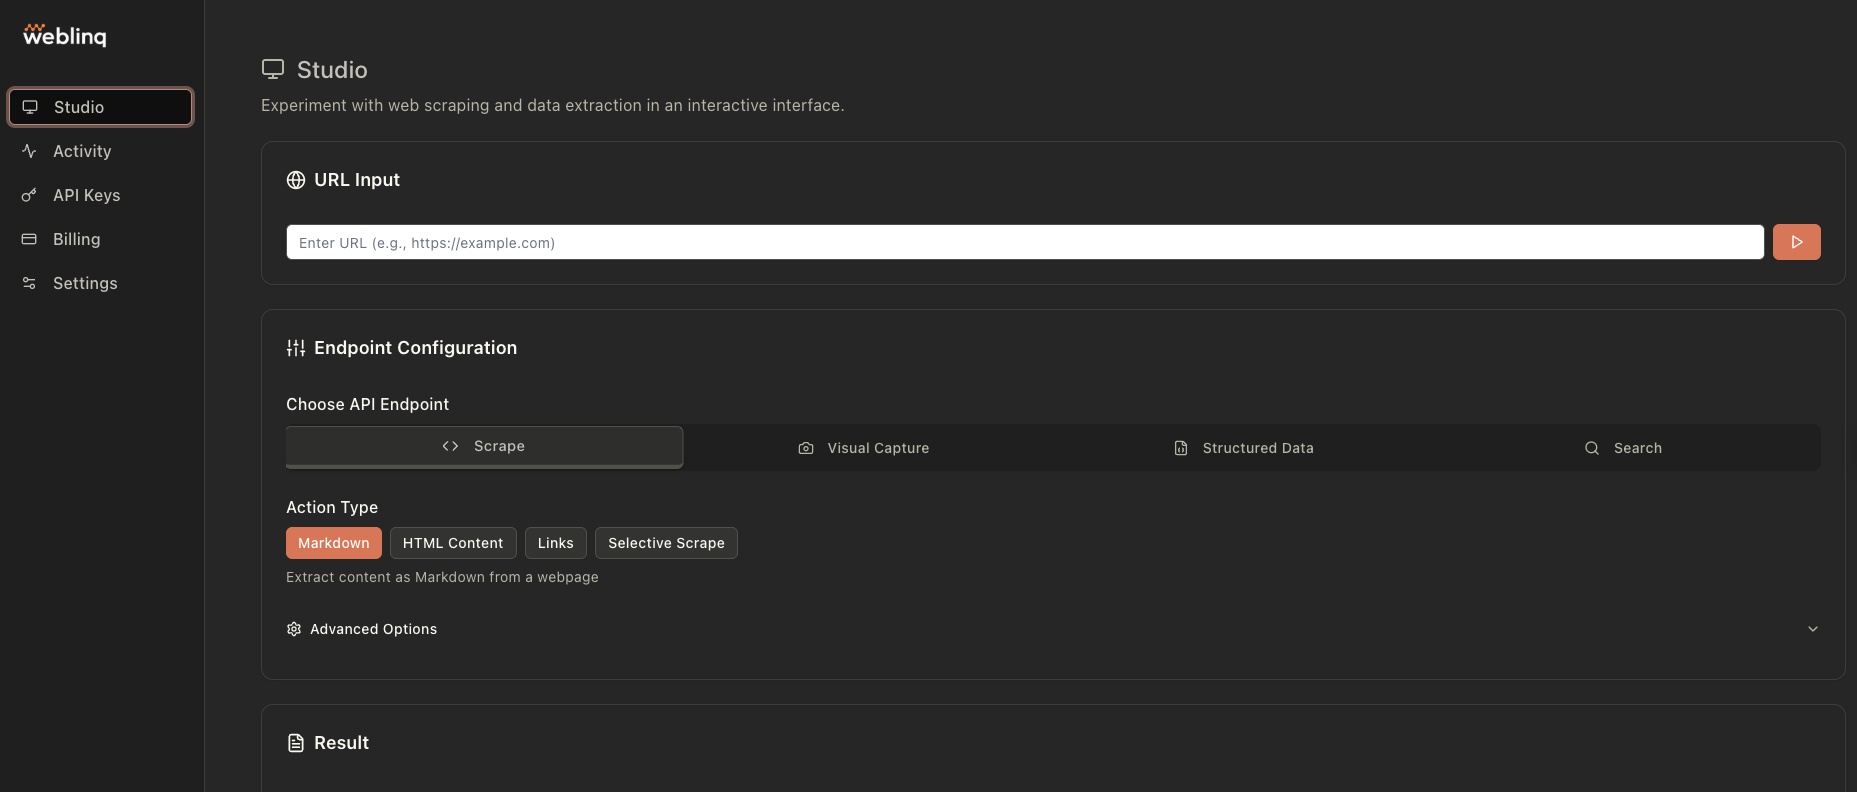 weblinq
Studio
Activity
API Keys
Billing
Settings
Studio
Experiment with web scraping and data extraction in an interactive interface.
URL Input
Enter URL (e.g., https://example.com)
Endpoint Configuration
Choose API Endpoint
Scrape
Visual Capture
Structured Data
Search
Action Type
Markdown
HTML Content
Links
Selective Scrape
Extract content as Markdown from a webpage
Advanced Options
Result